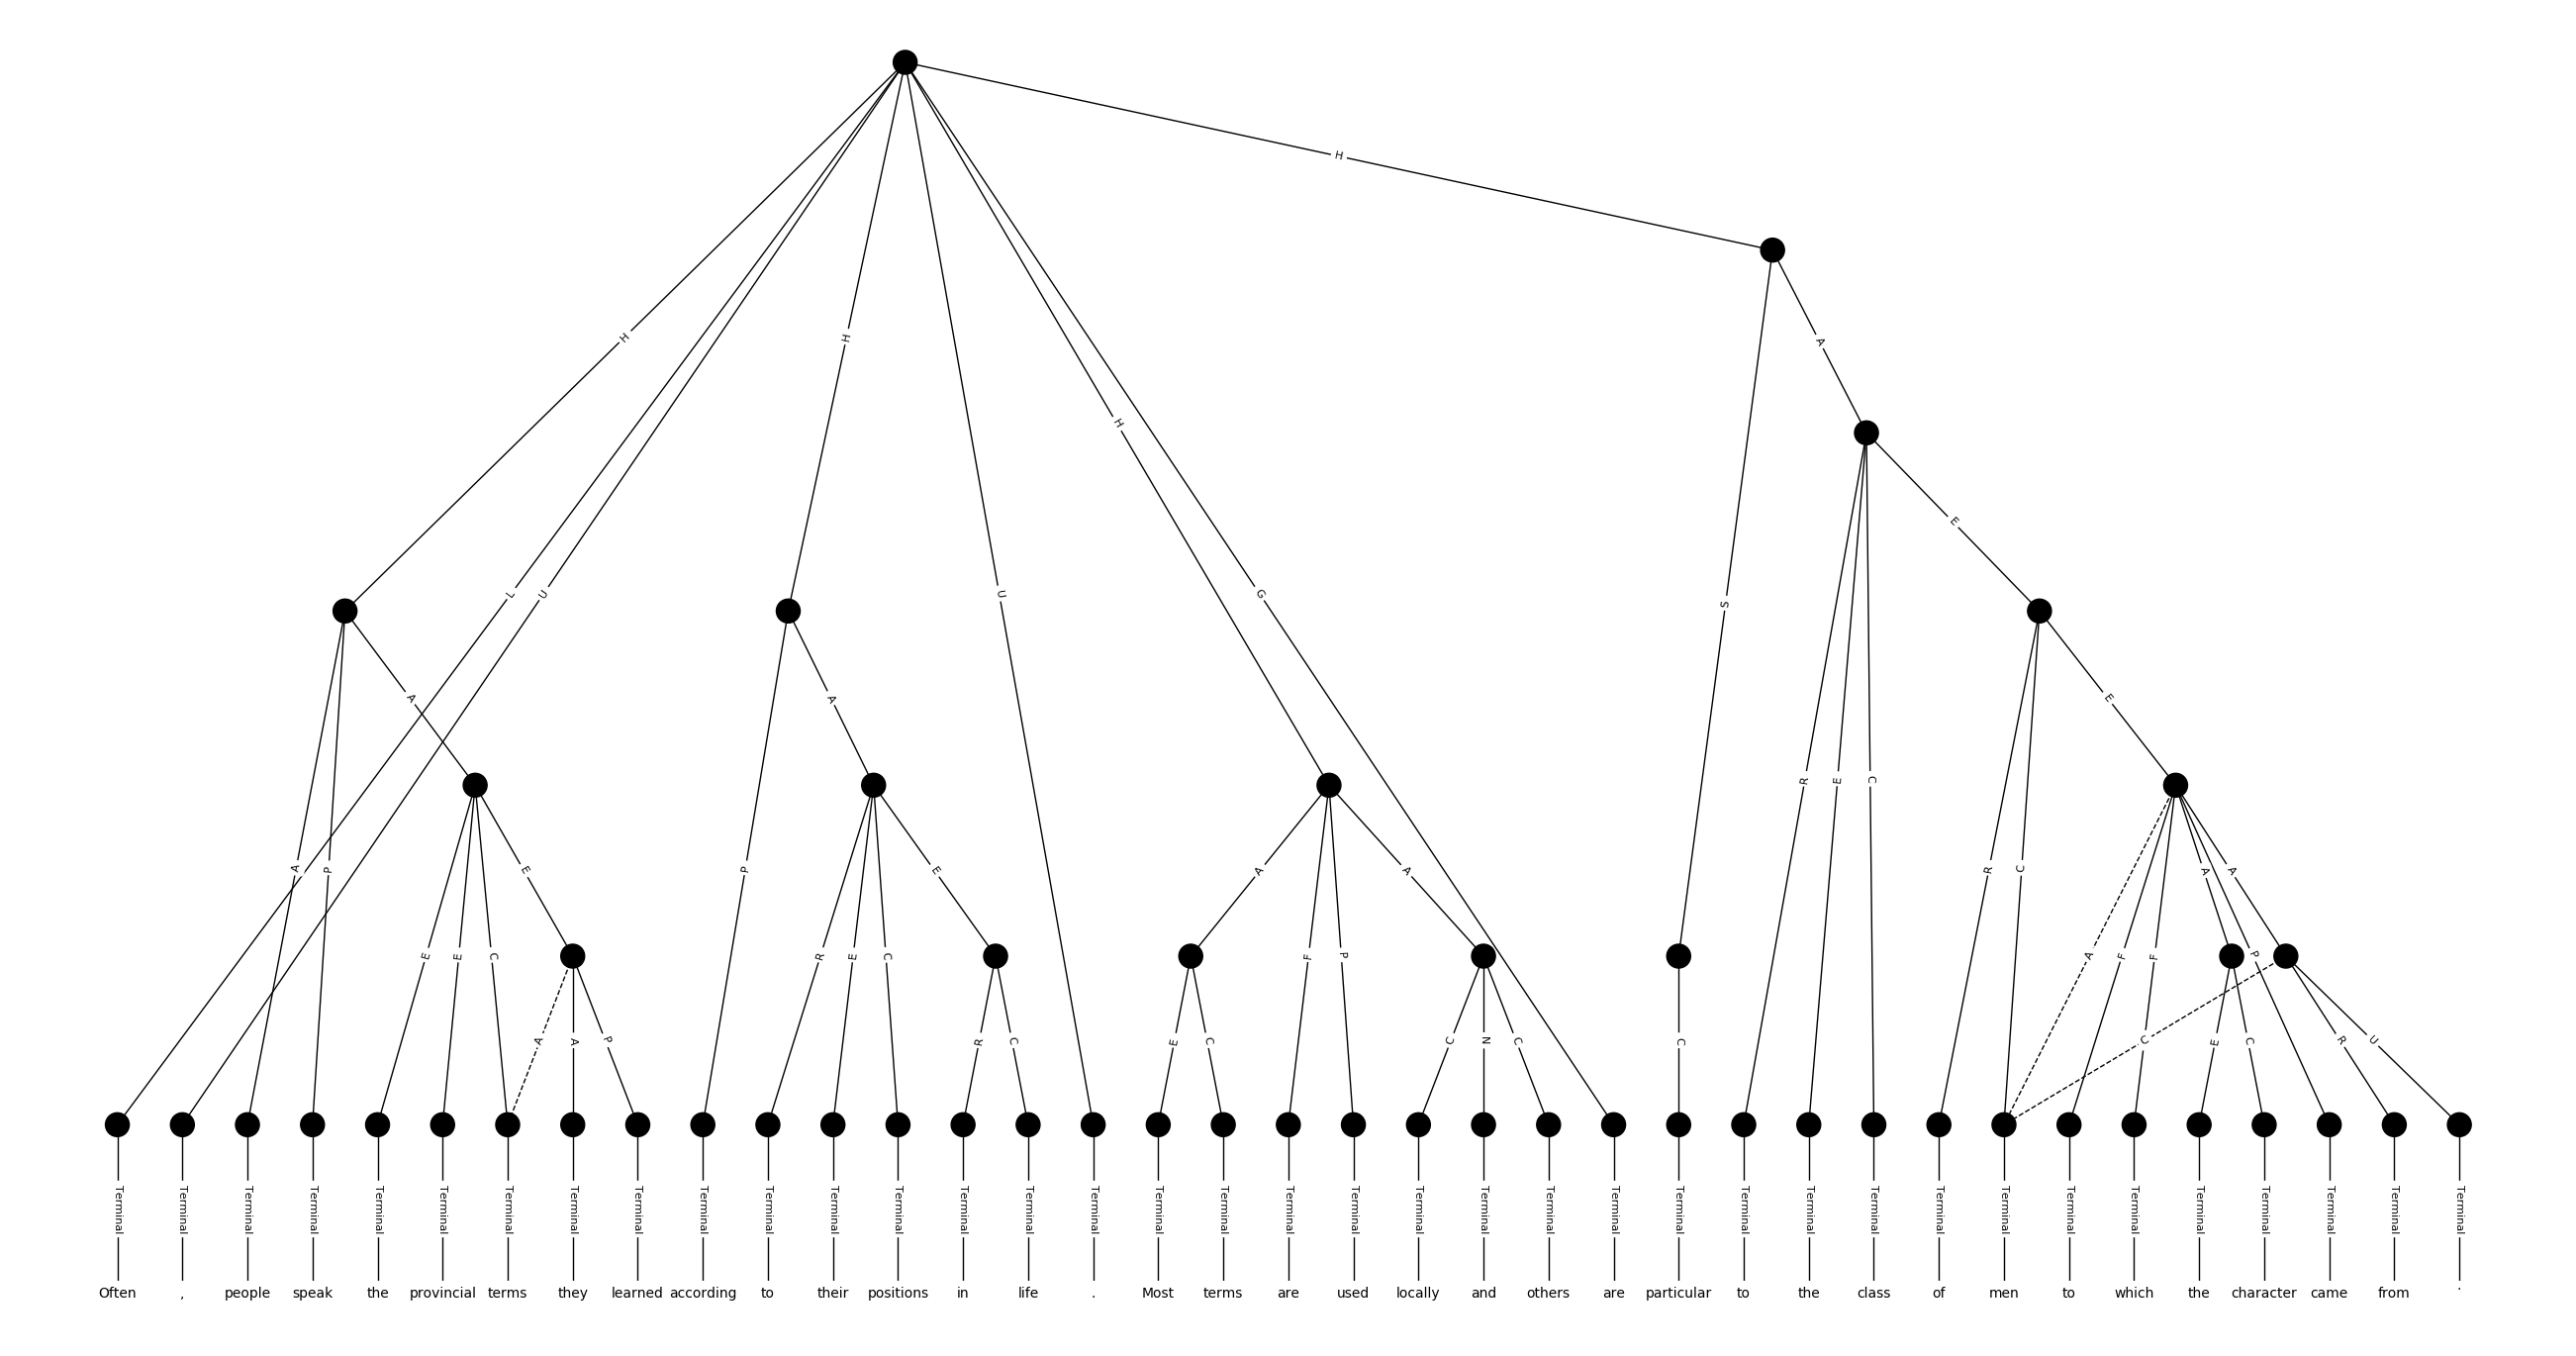 H
H
A
E
H
L
U
H
U
H
G
S
A
A
E
R
E
C
A
P
E
P
E
A
A
R
C
A
A
E
E
C
R
E
C
F
P
A
F
F
P
A
A
P
R
C
E
C
C
N
C
C
C
E
C
R
U
Terminal Terminal Terminal Terminal Terminal Terminal Terminal Terminal Terminal Terminal Terminal Terminal Terminal Terminal Terminal Terminal Terminal Terminal Terminal Terminal Terminal Terminal Terminal Terminal Terminal Terminal Terminal Terminal Terminal Terminal Terminal Terminal Terminal Terminal Terminal Terminal Terminal
Often , people speak the provincial terms they learned according to their positions in life . Most terms are used locally and others are particular to the class of men to which the character came from .